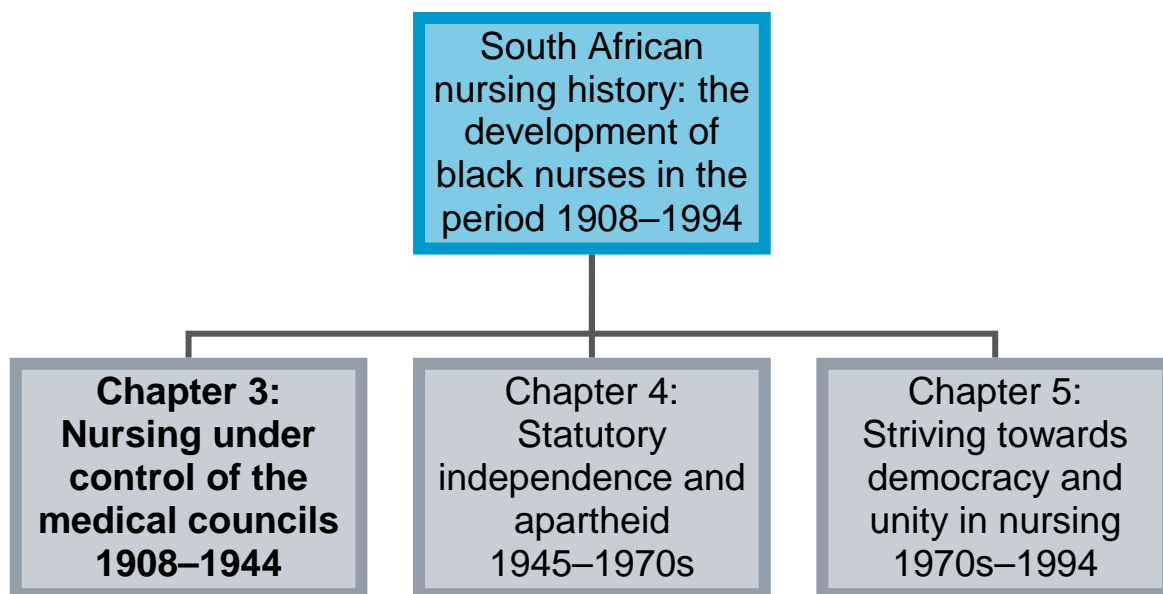 South African
nursing history: the
development of
black nurses in the
period 1908–1994
Chapter 3:
Nursing under
control of the
medical councils
1908–1944
Chapter 4:
Statutory
independence and
apartheid
1945–1970s
Chapter 5:
Striving towards
democracy and
unity in nursing
1970s–1994